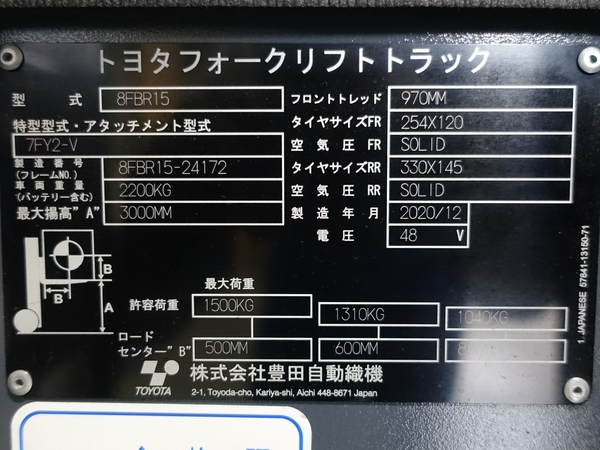 トヨタフォークリフトトラック
型式 8FBR15 フロントトレッド 970MM
特型型式・アタッチメント型式 タイヤサイズFR 254X120
7FY2-V 空気圧 FR SOLID
製造番号 (フレームNO.) 8FBR15-24172 タイヤサイズRR 330X145
車両重量 (バッテリー含む) 2200KG 空気圧 RR SOLID
最大揚高"A" 3000MM 製造年月 2020/12
電圧 48 V
B
B
A
最大荷重
許容荷重 1500KG 1310KG 1040KG
ロード
センター"B" 500MM 600MM
TOYOTA 株式会社豊田自動織機
2-1, Toyoda-cho, Kariya-shi, Aichi 448-8671 Japan
1. JAPANESE 57841-13150-71